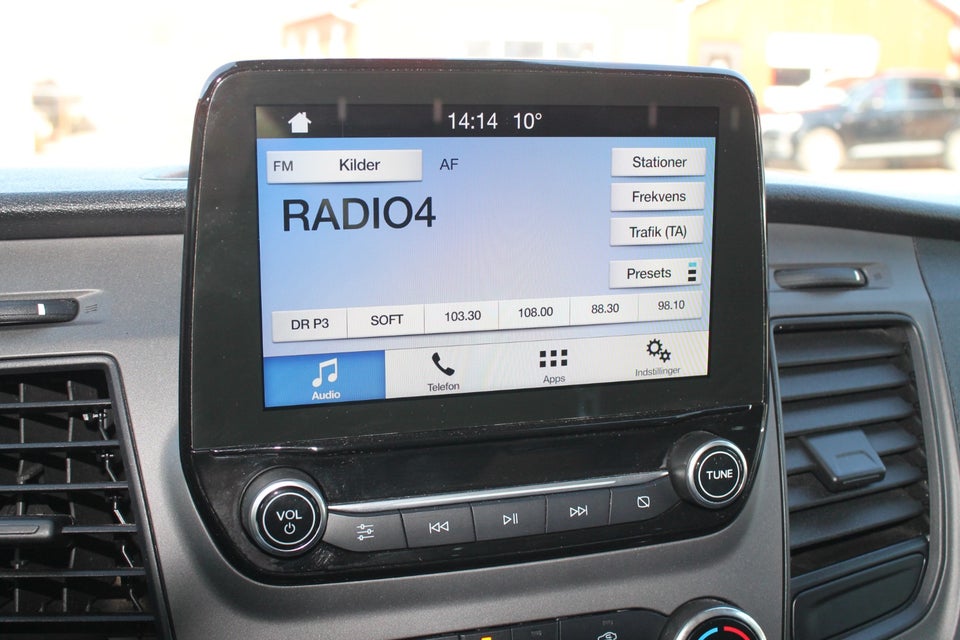 14:14 10°
FM Kilder AF
Stationer
RADIO4
Frekvens
Trafik (TA)
Presets
DR P3 SOFT 103.30 108.00 88.30 98.10
Audio Telefon Apps Indstillinger
VOL
TUNE